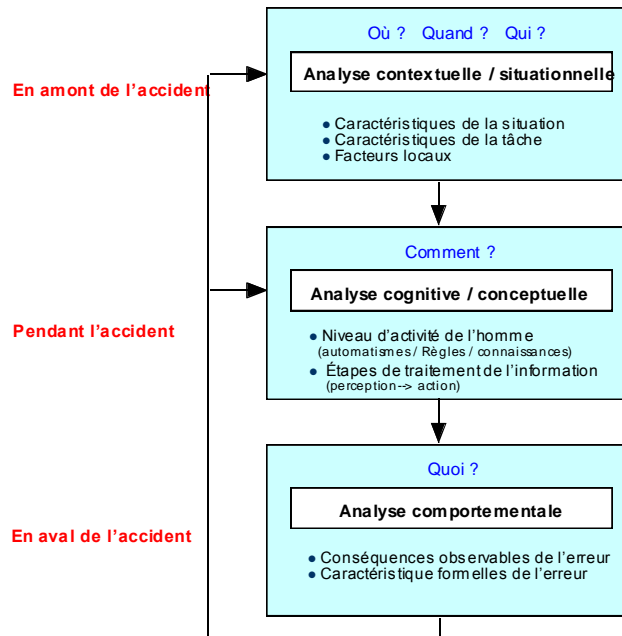 Où ? Quand ? Qui ?
En amont de l'accident
Analyse contextuelle / situationnelle
● Caractéristiques de la situation
● Caractéristiques de la tâche
● Facteurs locaux
Comment ?
Analyse cognitive / conceptuelle
Pendant l'accident
● Niveau d'activité de l'homme
(automatismes / Règles / connaissances)
● Étapes de traitement de l'information
(perception--> action)
Quoi ?
Analyse comportementale
En aval de l'accident
● Conséquences observables de l'erreur
● Caractéristique formelles de l'erreur